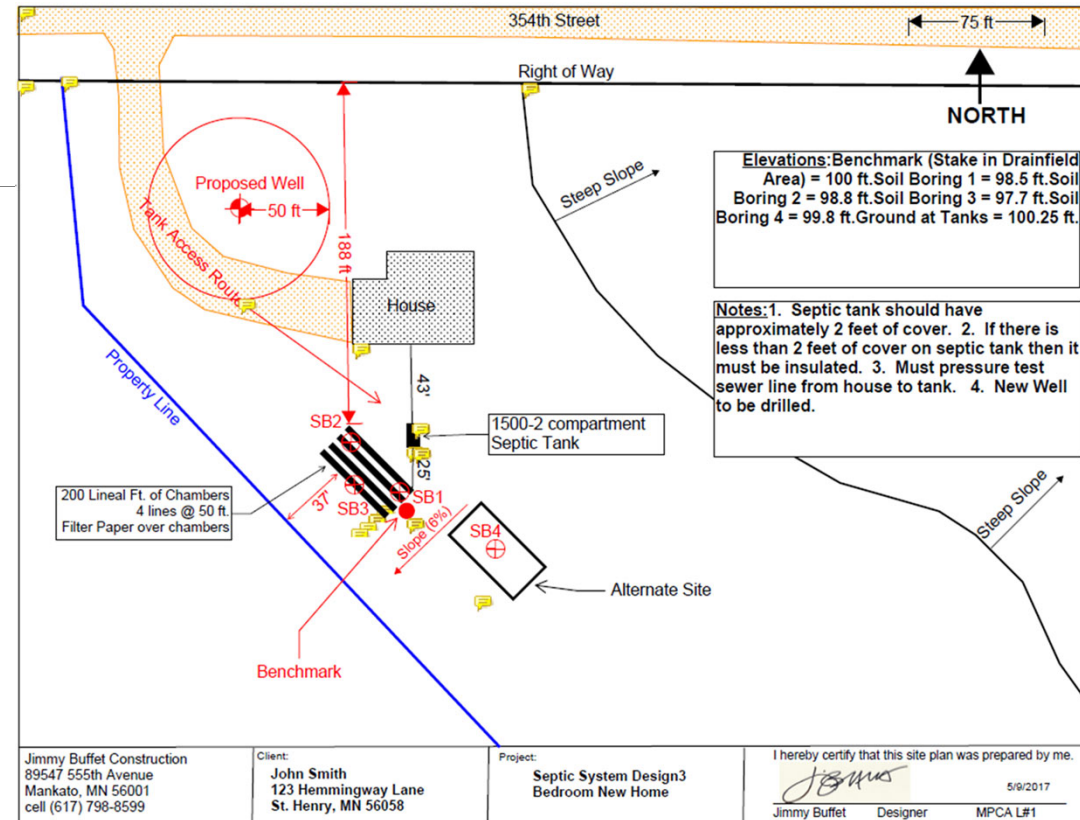 354th Street
75 ft
Right of Way
NORTH
Elevations:Benchmark (Stake in Drainfield
Area) = 100 ft.Soil Boring 1 = 98.5 ft.Soil
Boring 2 = 98.8 ft.Soil Boring 3 = 97.7 ft.Soil
Boring 4 = 99.8 ft.Ground at Tanks = 100.25 ft.
Steep Slope
Proposed Well
50 ft
Tank Access Route
188 ft
House
Notes:1. Septic tank should have
approximately 2 feet of cover. 2. If there is
less than 2 feet of cover on septic tank then it
must be insulated. 3. Must pressure test
sewer line from house to tank. 4. New Well
to be drilled.
Property Line
43'
SB2
1500-2 compartment
Septic Tank
25'
200 Lineal Ft. of Chambers
4 lines @ 50 ft.
Filter Paper over chambers
37'
SB3
SB1
Slope (6%)
SB4
Steep Slope
Alternate Site
Benchmark
Jimmy Buffet Construction
89547 555th Avenue
Mankato, MN 56001
cell (617) 798-8599
Client:
John Smith
123 Hemmingway Lane
St. Henry, MN 56058
Project:
Septic System Design3
Bedroom New Home
I hereby certify that this site plan was prepared by me.
5/9/2017
Jimmy Buffet Designer MPCA L#1